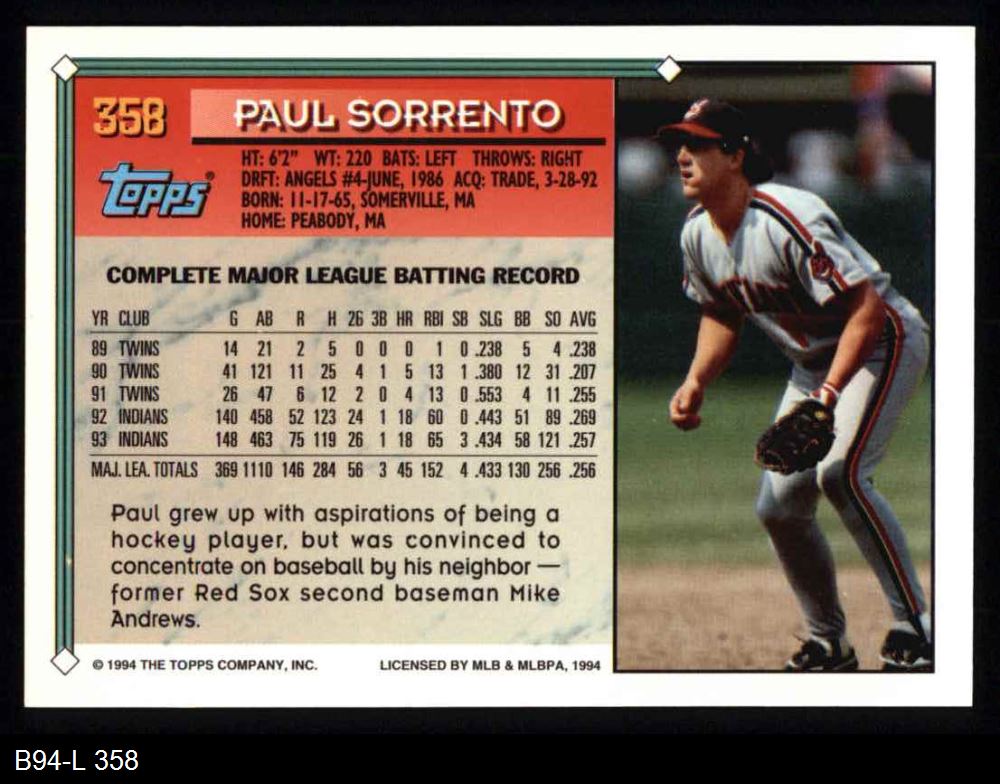 358
PAUL SORRENTO
Topps®
HT: 6'2" WT: 220 BATS: LEFT THROWS: RIGHT
DRFT: ANGELS #4-JUNE, 1986 ACQ: TRADE, 3-28-92
BORN: 11-17-65, SOMERVILLE, MA
HOME: PEABODY, MA
COMPLETE MAJOR LEAGUE BATTING RECORD
YR CLUB G AB R H 2B 3B HR RBI SB SLG BB SO AVG
89 TWINS 14 21 2 5 0 0 0 1 0 .238 5 4 .238
90 TWINS 41 121 11 25 4 1 5 13 1 .380 12 31 .207
91 TWINS 26 47 6 12 2 0 4 13 0 .553 4 11 .255
92 INDIANS 140 458 52 123 24 1 18 60 0 .443 51 89 .269
93 INDIANS 148 463 75 119 26 1 18 65 3 .434 58 121 .257
MAJ. LEA. TOTALS 369 1110 146 284 56 3 45 152 4 .433 130 256 .256
Paul grew up with aspirations of being a
hockey player, but was convinced to
concentrate on baseball by his neighbor —
former Red Sox second baseman Mike
Andrews.
© 1994 THE TOPPS COMPANY, INC. LICENSED BY MLB & MLBPA, 1994
B94-L 358